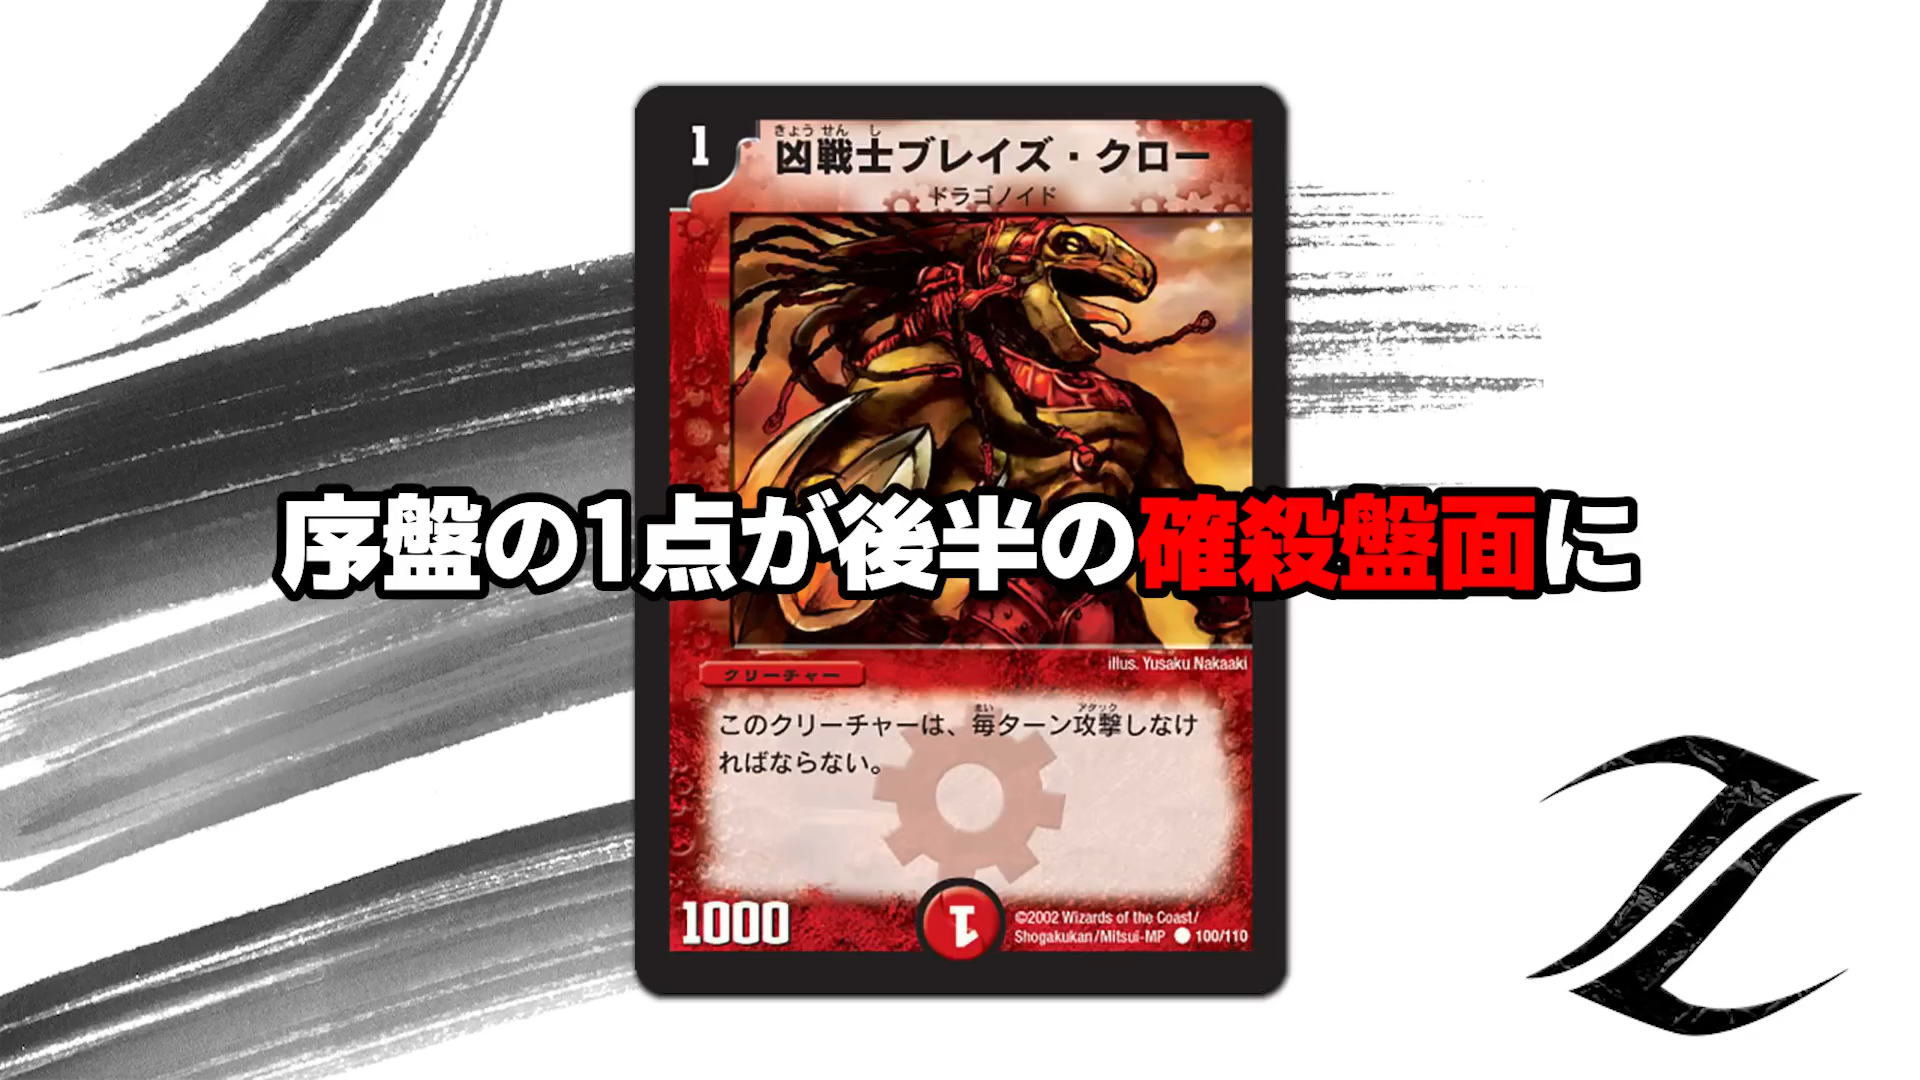 1
きょう せん し
凶戦士ブレイズ・クロー
ドラゴノイド
序盤の1点が後半の確殺盤面に
illus. Yusaku Nakaaki
クリーチャー
まい アタック
このクリーチャーは、毎ターン攻撃しなけ
ればならない。
1000
1
©2002 Wizards of the Coast/
Shogakukan/Mitsui-MP ●100/110